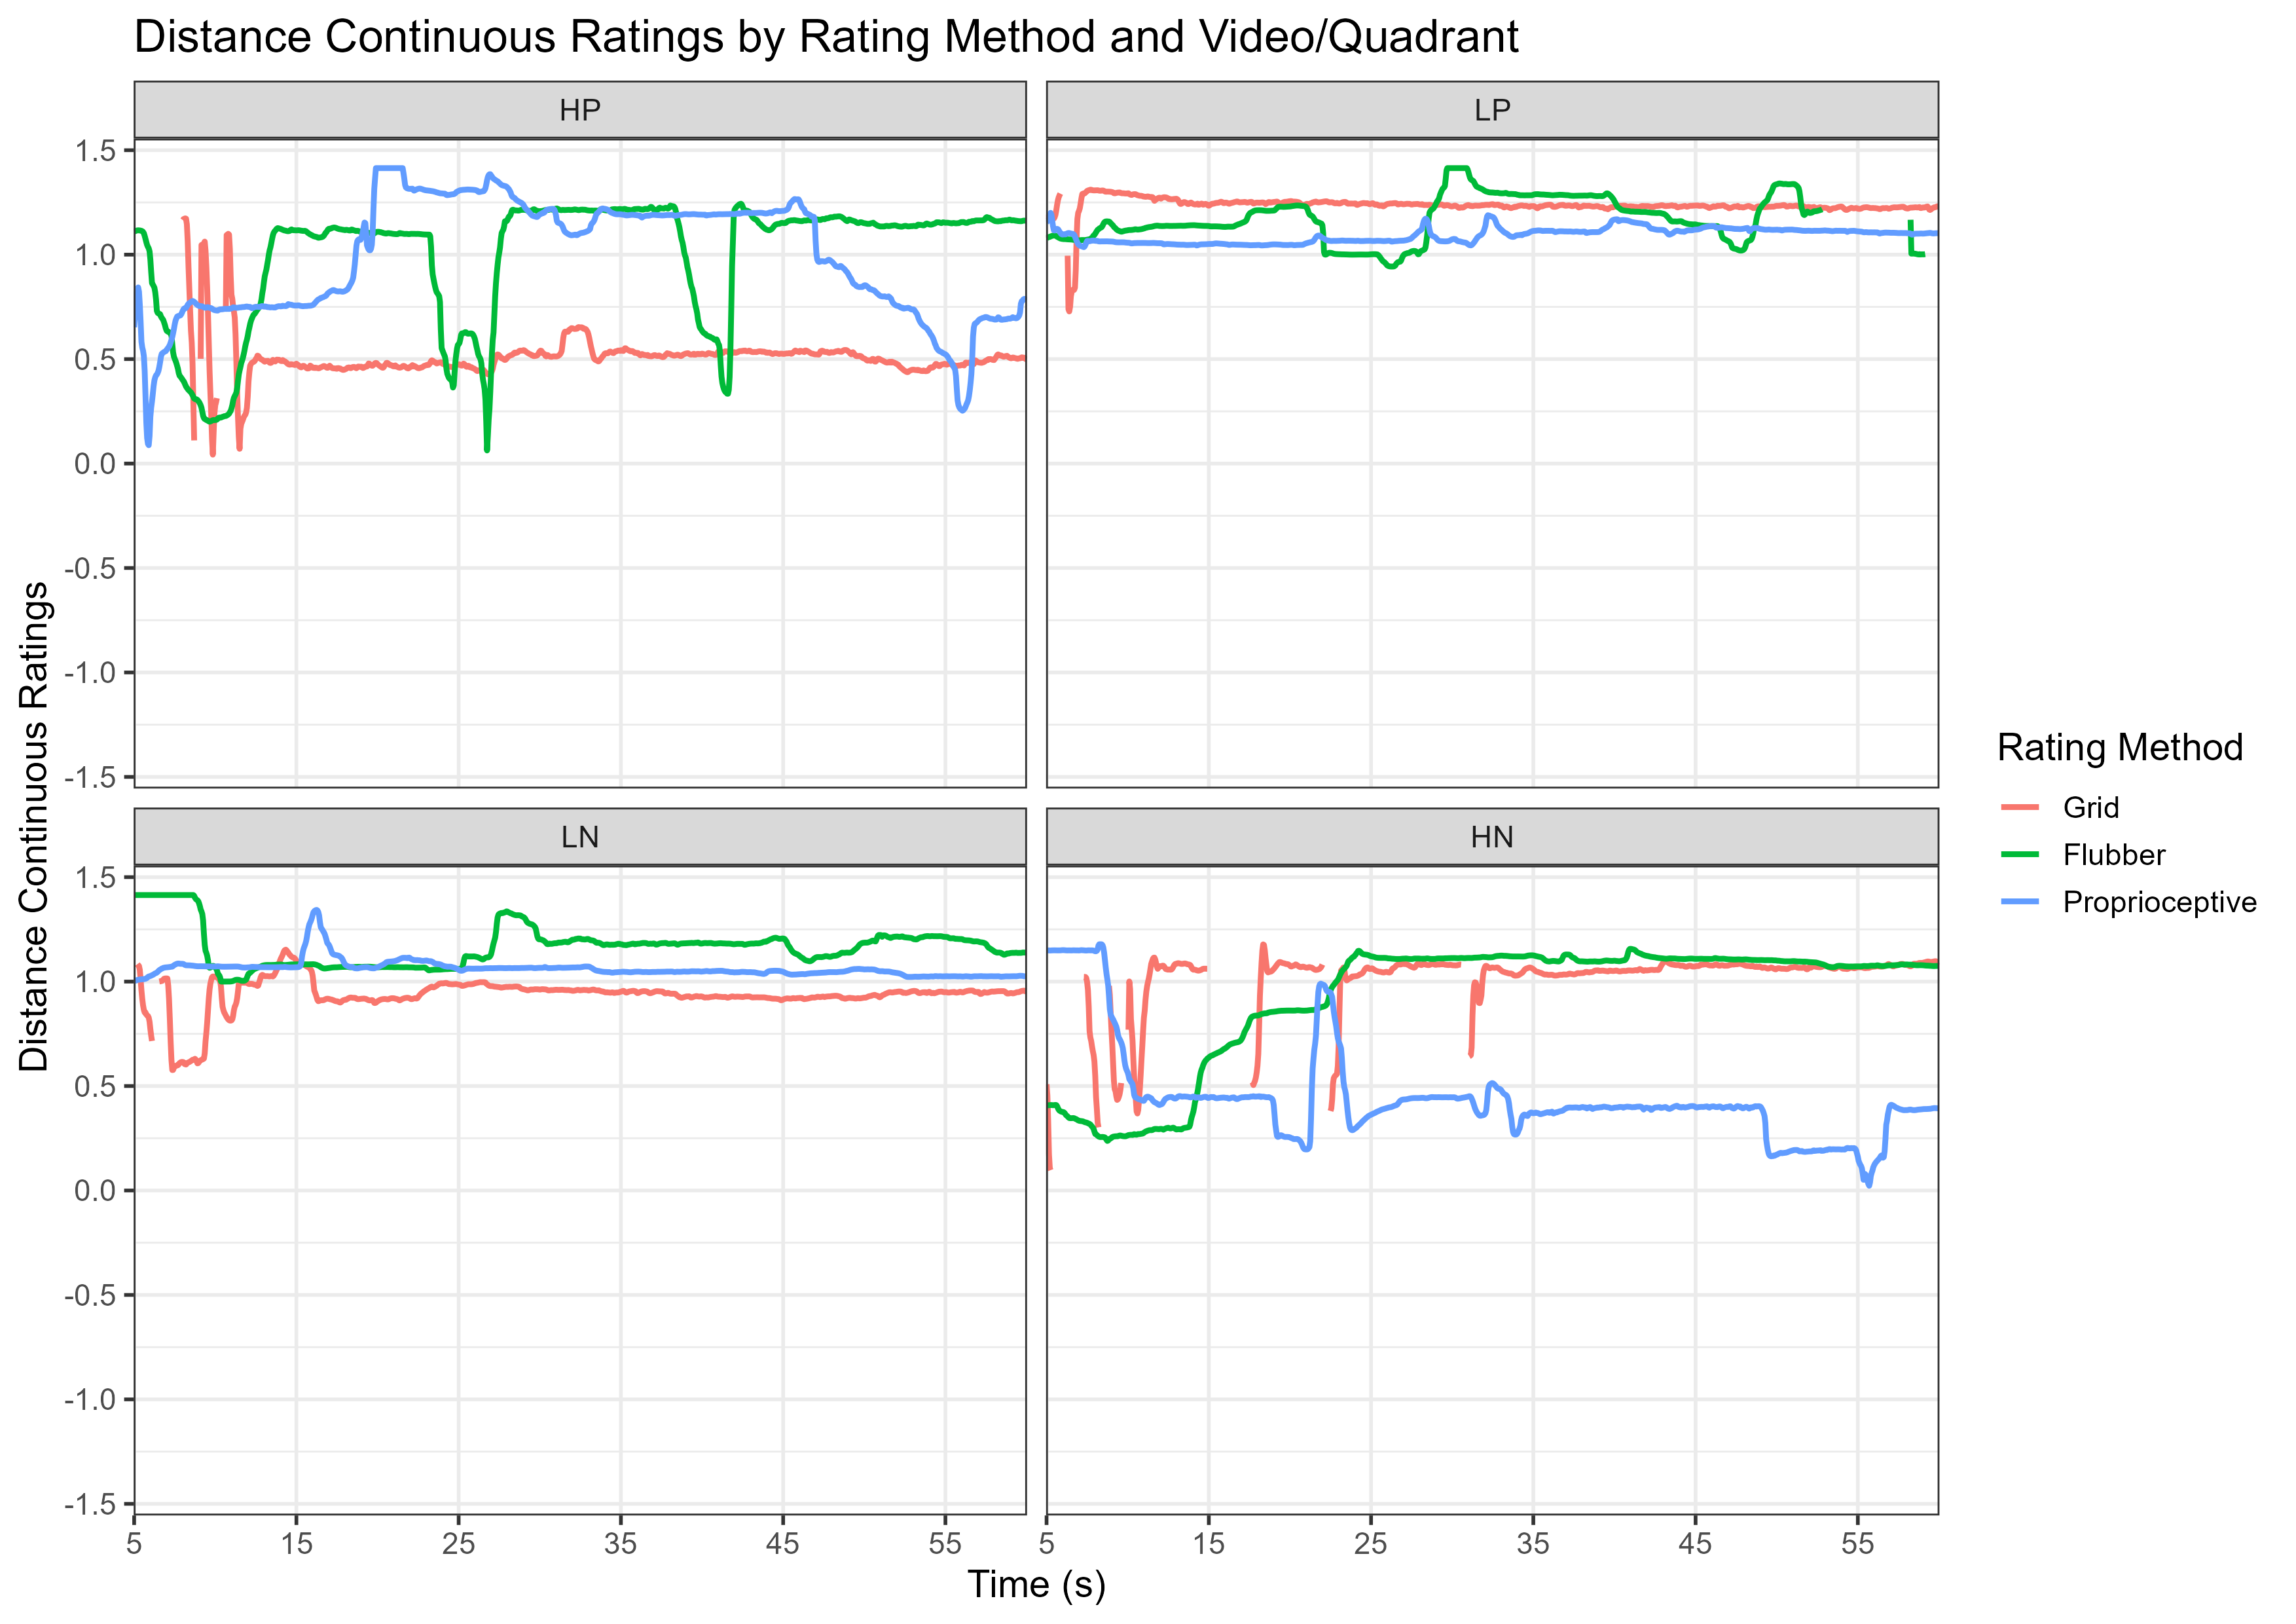 Distance Continuous Ratings by Rating Method and Video/Quadrant
HP
LP
1.5
1.0
0.5
0.0
-0.5
-1.0
-1.5
LN
HN
1.5
1.0
0.5
0.0
-0.5
-1.0
-1.5
5 15 25 35 45 55
5 15 25 35 45 55
Time (s)
Distance Continuous Ratings
Rating Method
Grid
Flubber
Proprioceptive